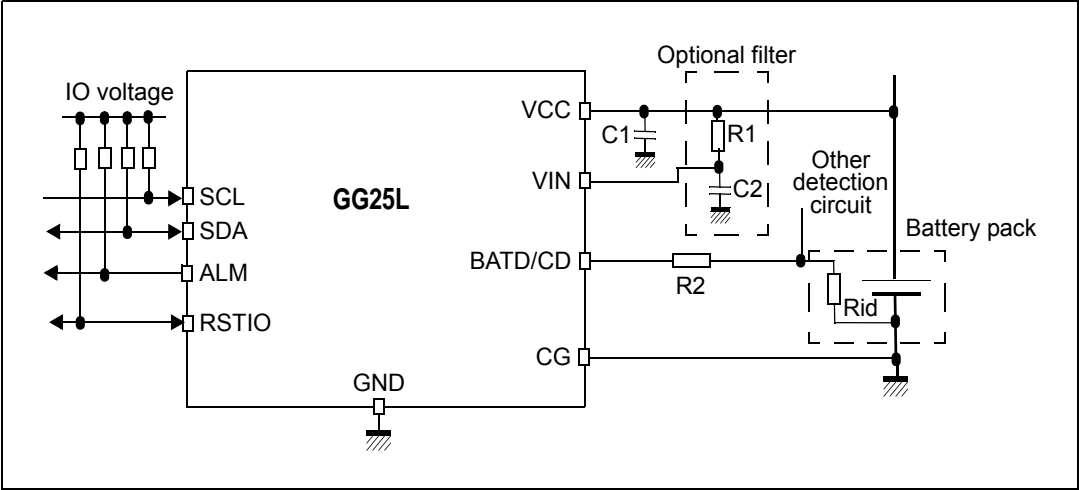 Optional filter
IO voltage
VCC
C1
R1
Other
detection
circuit
VIN
C2
SCL
GG25L
SDA
Battery pack
BATD/CD
ALM
R2
Rid
RSTIO
CG
GND